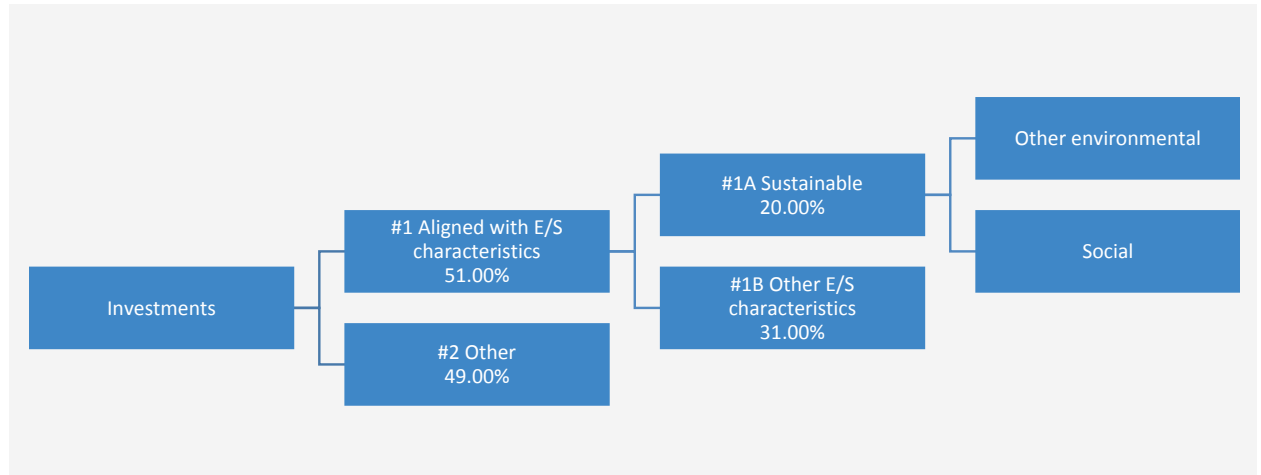 Investments
#1 Aligned with E/S
characteristics
51.00%
#2 Other
49.00%
#1A Sustainable
20.00%
#1B Other E/S
characteristics
31.00%
Other environmental
Social